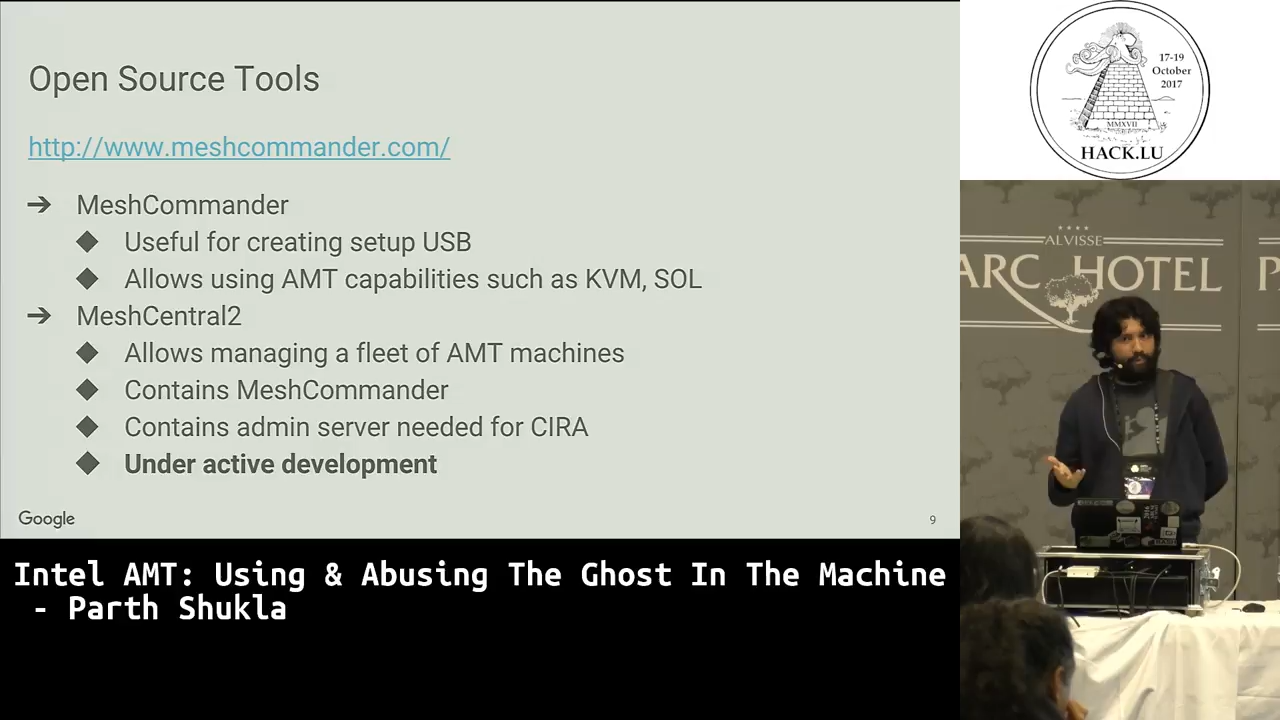 Open Source Tools
http://www.meshcommander.com/
➔ MeshCommander
◆ Useful for creating setup USB
◆ Allows using AMT capabilities such as KVM, SOL
➔ MeshCentral2
◆ Allows managing a fleet of AMT machines
◆ Contains MeshCommander
◆ Contains admin server needed for CIRA
◆ Under active development
Google
9
17-19
October
2017
MMXVII
HACK.LU
ALVISSE
PARC HOTEL
Intel AMT: Using & Abusing The Ghost In The Machine
- Parth Shukla